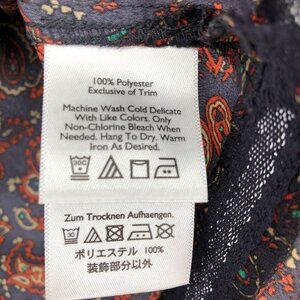 100% Polyester
Exclusive of Trim
Machine Wash Cold Delicate
With Like Colors. Only
Non-Chlorine Bleach When
Needed. Hang To Dry. Warm
Iron As Desired.
30C
Zum Trocknen Aufhaengen.
30
ポリエステル 100%
装飾部分以外